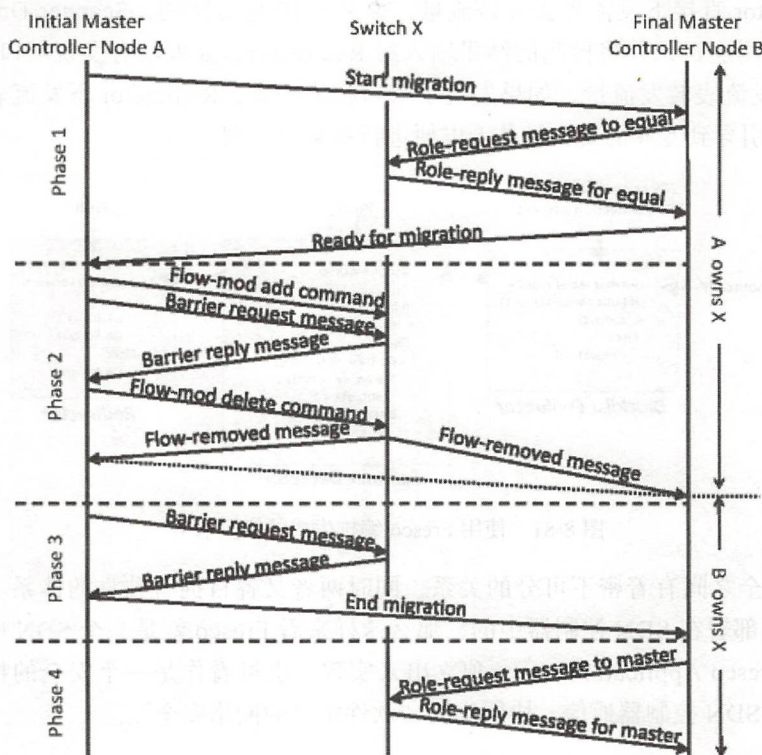 Initial Master
Controller Node A
Switch X
Final Master
Controller Node B
Start migration
Role-request message to equal
Role-reply message for equal
Ready for migration
Phase 1
Flow-mod add command
Barrier request message
Barrier reply message
Flow-mod delete command
Flow-removed message
Flow-removed message
Phase 2
A owns X
Barrier request message
Barrier reply message
End migration
Phase 3
Role-request message to master
Role-reply message for master
Phase 4
B owns X